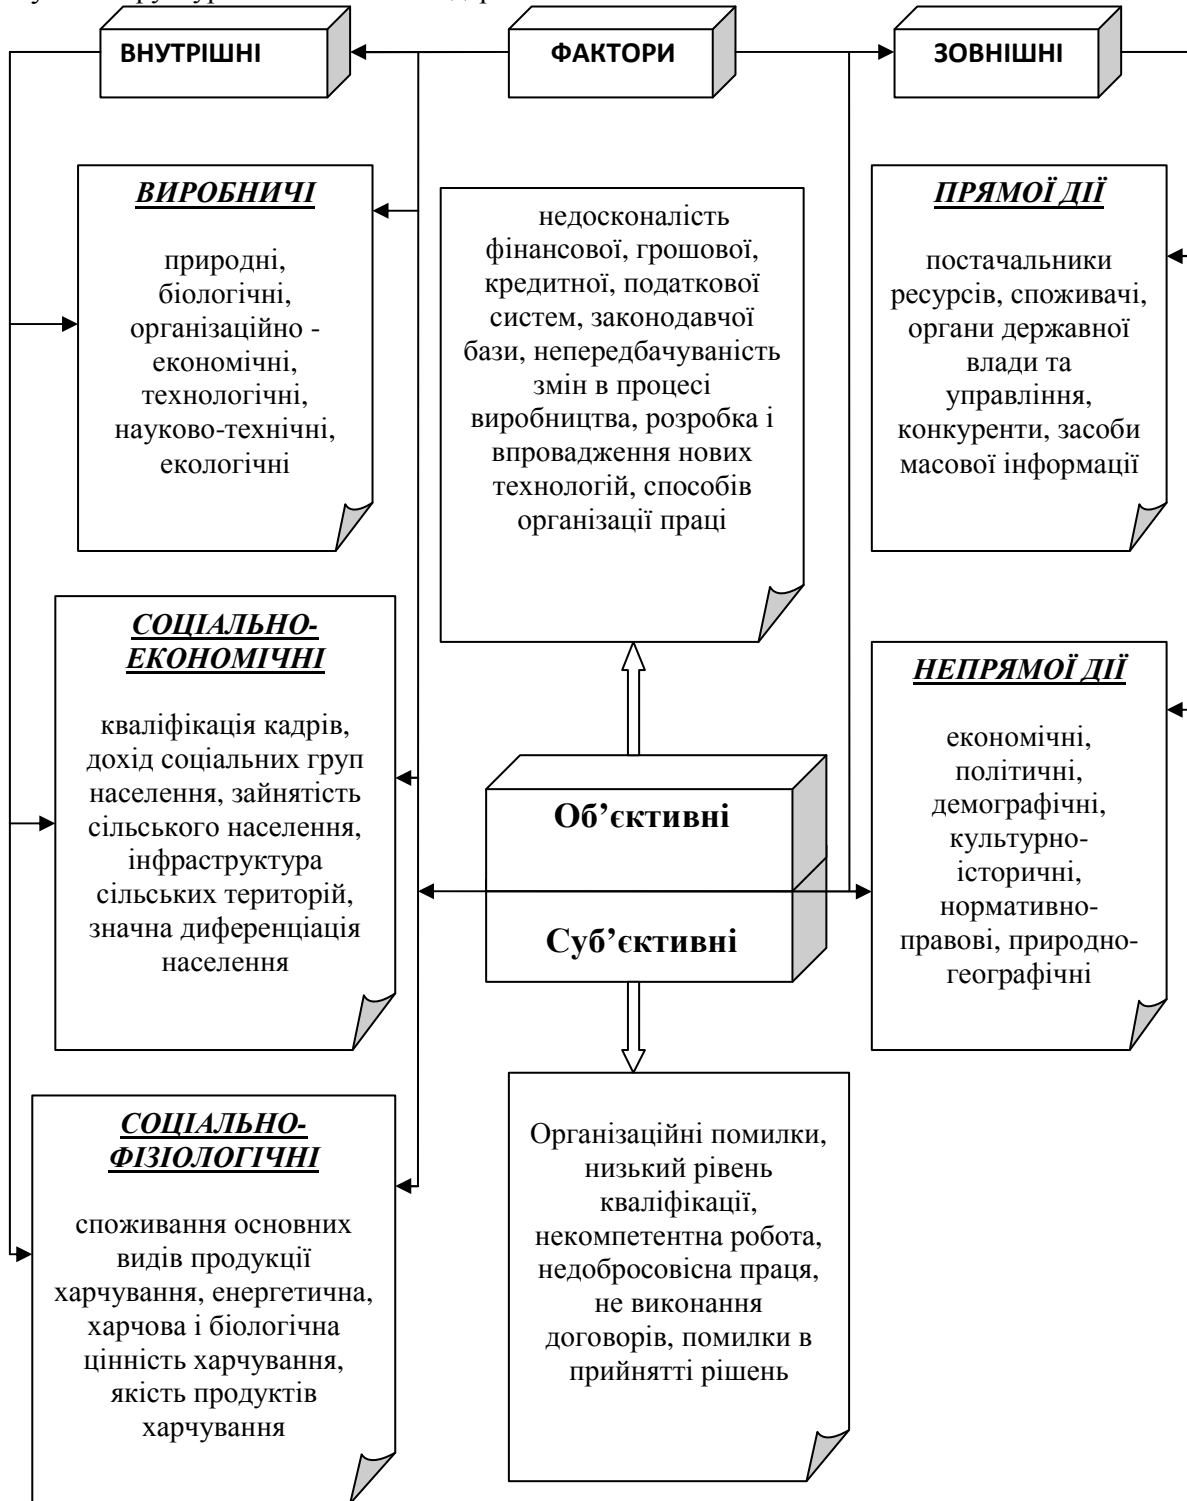 ВНУТРІШНІ
ФАКТОРИ
ЗОВНІШНІ
ВИРОБНИЧІ
природні,
біологічні,
організаційно -
економічні,
технологічні,
науково-технічні,
екологічні
недосконалість
фінансової, грошової,
кредитної, податкової
систем, законодавчої
бази, непередбачуваність
змін в процесі
виробництва, розробка і
впровадження нових
технологій, способів
організації праці
ПРЯМОЇ ДІЇ
постачальники
ресурсів, споживачі,
органи державної
влади та
управління,
конкуренти, засоби
масової інформації
СОЦІАЛЬНО-
ЕКОНОМІЧНІ
кваліфікація кадрів,
дохід соціальних груп
населення, зайнятість
сільського населення,
інфраструктура
сільських територій,
значна диференціація
населення
Об’єктивні
Суб’єктивні
НЕПРЯМОЇ ДІЇ
економічні,
політичні,
демографічні,
культурно-
історичні,
нормативно-
правові, природно-
географічні
СОЦІАЛЬНО-
ФІЗІОЛОГІЧНІ
споживання основних
видів продукції
харчування, енергетична,
харчова і біологічна
цінність харчування,
якість продуктів
харчування
Організаційні помилки,
низький рівень
кваліфікації,
некомпетентна робота,
недобросовісна праця,
не виконання
договорів, помилки в
прийнятті рішень